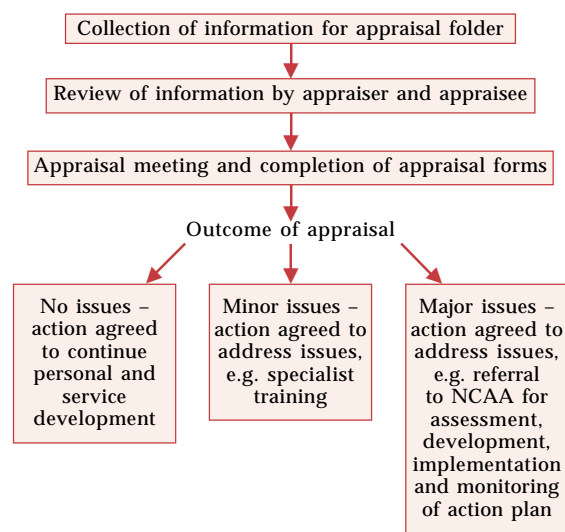 Collection of information for appraisal folder
Review of information by appraiser and appraisee
Appraisal meeting and completion of appraisal forms
Outcome of appraisal
No issues –
action agreed
to continue
personal and
service
development
Minor issues –
action agreed to
address issues,
e.g. specialist
training
Major issues –
action agreed to
address issues,
e.g. referral
to NCAA for
assessment,
development,
implementation
and monitoring
of action plan